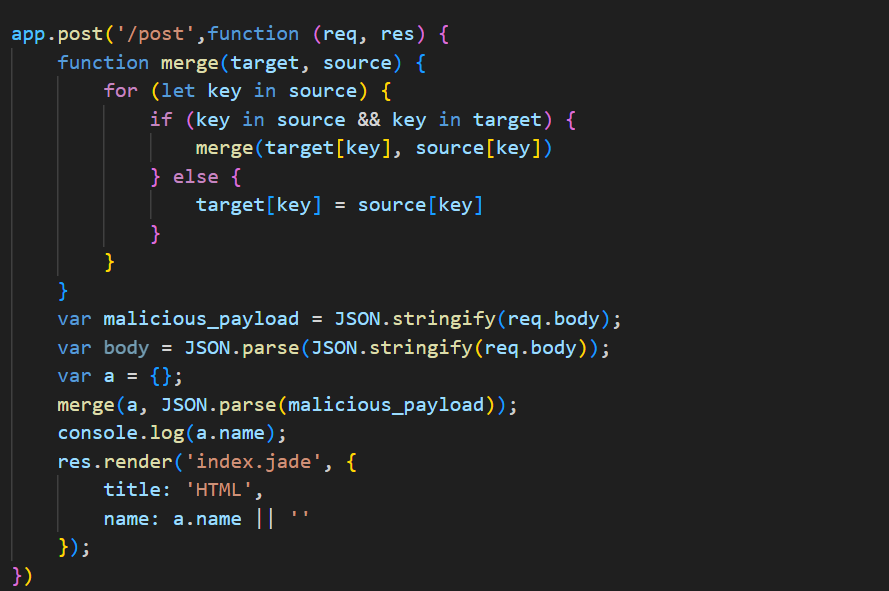 app.post('/post',function (req, res) {
    function merge(target, source) {
        for (let key in source) {
            if (key in source && key in target) {
                merge(target[key], source[key])
            } else {
                target[key] = source[key]
            }
        }
    }
    var malicious_payload = JSON.stringify(req.body);
    var body = JSON.parse(JSON.stringify(req.body));
    var a = {};
    merge(a, JSON.parse(malicious_payload));
    console.log(a.name);
    res.render('index.jade', {
        title: 'HTML',
        name: a.name || ''
    });
})